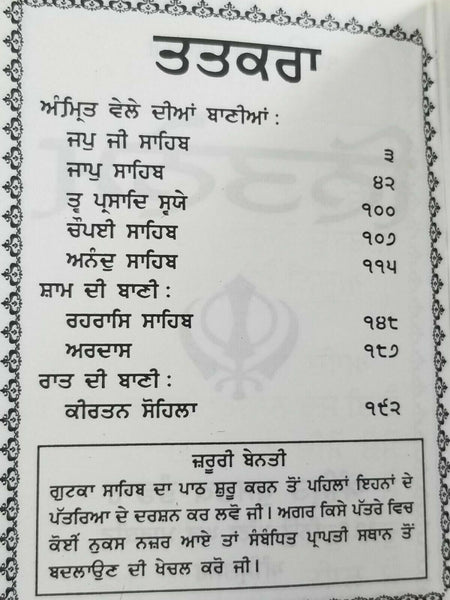 ਤਤਕਰਾ
ਅੰਮ੍ਰਿਤ ਵੇਲੇ ਦੀਆਂ ਬਾਣੀਆਂ :
ਜਪੁ ਜੀ ਸਾਹਿਬ ੩
ਜਾਪੁ ਸਾਹਿਬ ੪੨
ਤ੍ਵ ਪ੍ਰਸਾਦਿ ਸ੍ਵਯੇ ੧੦੦
ਚੌਪਈ ਸਾਹਿਬ ੧੦੭
ਅਨੰਦੁ ਸਾਹਿਬ ੧੧੫
ਸ਼ਾਮ ਦੀ ਬਾਣੀ :
ਰਹਰਾਸਿ ਸਾਹਿਬ ੧੪੮
ਅਰਦਾਸ ੧੮੭
ਰਾਤ ਦੀ ਬਾਣੀ :
ਕੀਰਤਨ ਸੋਹਿਲਾ ੧੯੨
ਜ਼ਰੂਰੀ ਬੇਨਤੀ
ਗੁਟਕਾ ਸਾਹਿਬ ਦਾ ਪਾਠ ਸ਼ੁਰੂ ਕਰਨ ਤੋਂ ਪਹਿਲਾਂ ਇਹਨਾਂ ਦੇ
ਪੱਤਰਿਆ ਦੇ ਦਰਸ਼ਨ ਕਰ ਲਵੋ ਜੀ। ਅਗਰ ਕਿਸੇ ਪੱਤਰੇ ਵਿਚ
ਕੋਈ ਨੁਕਸ ਨਜ਼ਰ ਆਏ ਤਾਂ ਸੰਬੰਧਿਤ ਪ੍ਰਾਪਤੀ ਸਥਾਨ ਤੋਂ
ਬਦਲਾਉਣ ਦੀ ਖੇਚਲ ਕਰੋ ਜੀ।